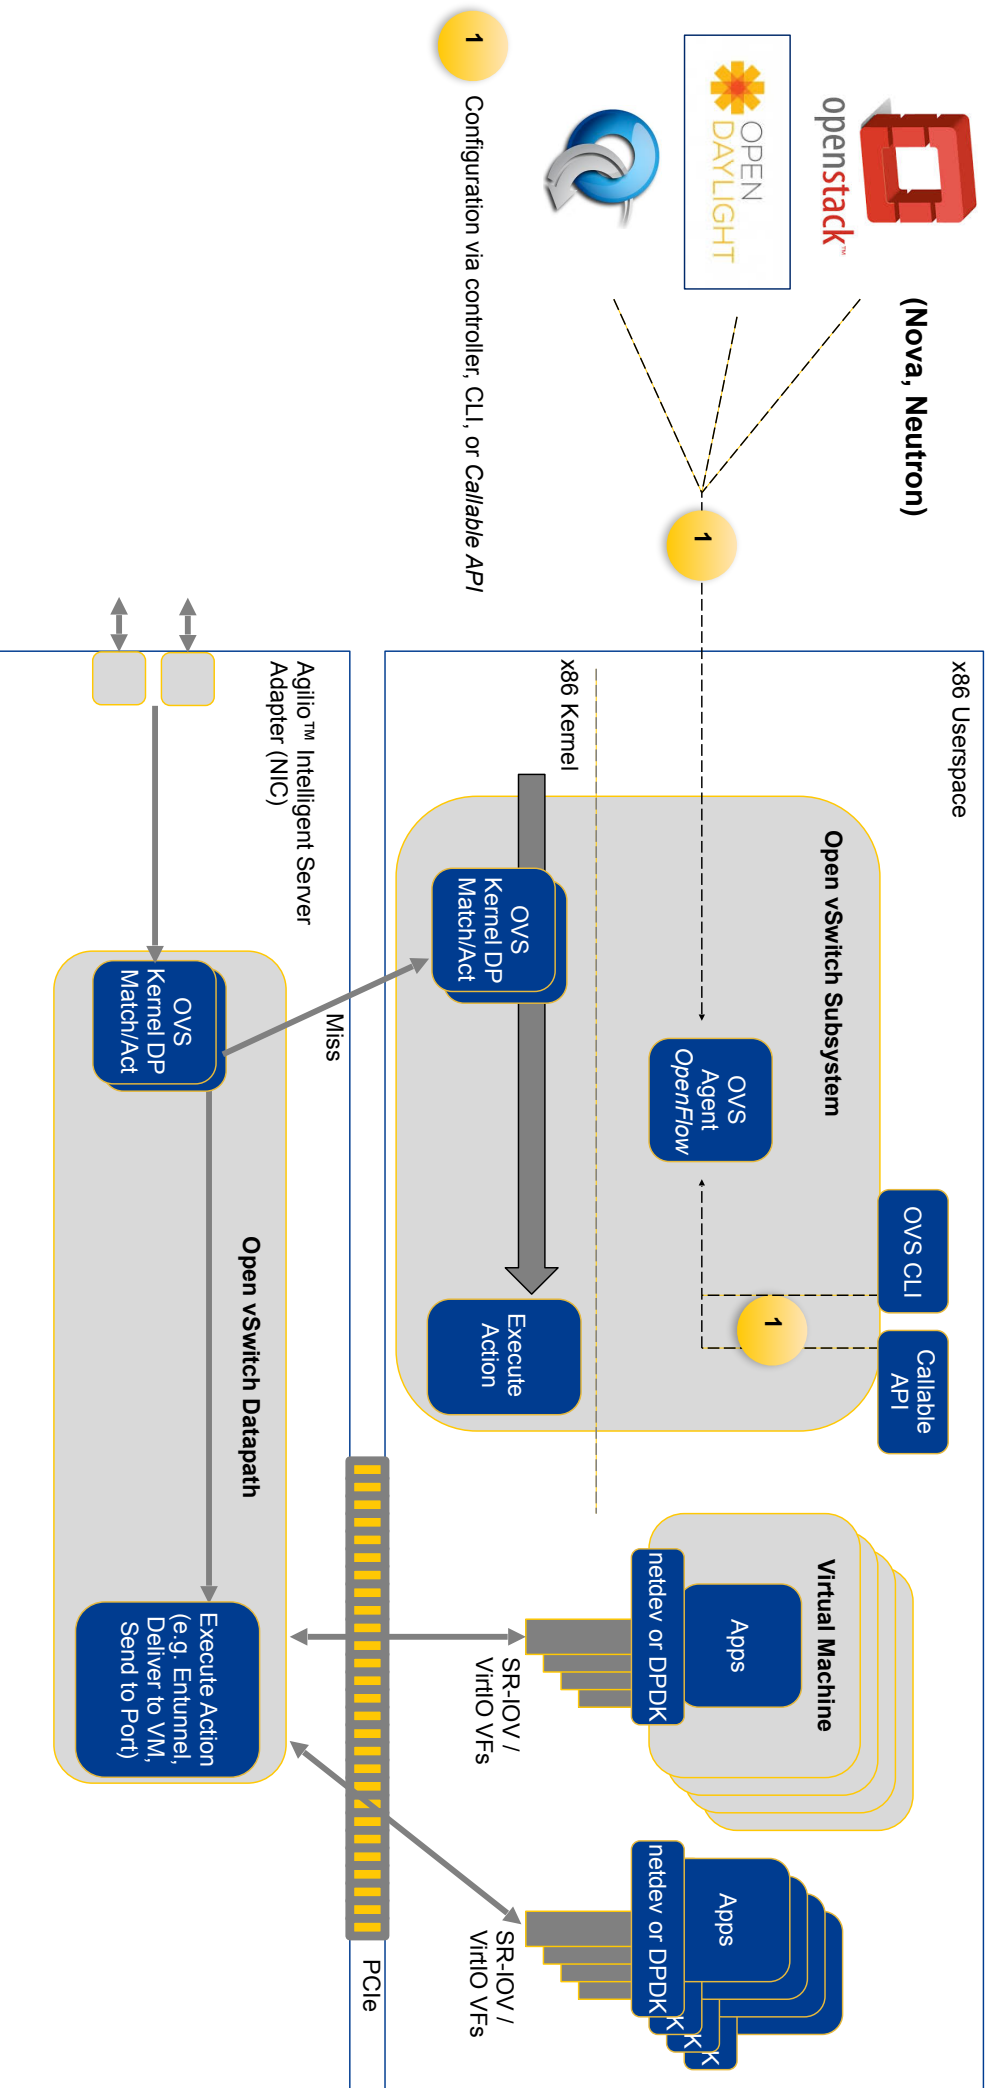 openstack™
(Nova, Neutron)
OPEN
DAYLIGHT
1
Configuration via controller, CLI, or Callable API
1
x86 Userspace
x86 Kernel
Open vSwitch Subsystem
OVS CLI
Callable
API
1
OVS
Agent
OpenFlow
OVS
Kernel DP
Match/Act
Execute
Action
Virtual Machine
Apps
netdev or DPDK
SR-IOV /
VirtIO VFs
Apps
netdev or DPDK
K
K
K
SR-IOV /
VirtIO VFs
PCIe
Miss
Agilio™ Intelligent Server
Adapter (NIC)
OVS
Kernel DP
Match/Act
Open vSwitch Datapath
Execute Action
(e.g. Entunnel,
Deliver to VM,
Send to Port)